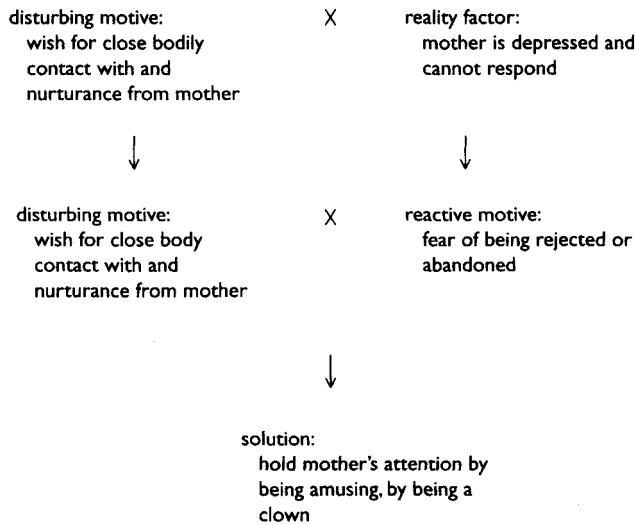 disturbing motive:
wish for close bodily
contact with and
nurturance from mother
X
reality factor:
mother is depressed and
cannot respond
disturbing motive:
wish for close body
contact with and
nurturance from mother
X
reactive motive:
fear of being rejected or
abandoned
solution:
hold mother's attention by
being amusing, by being a
clown